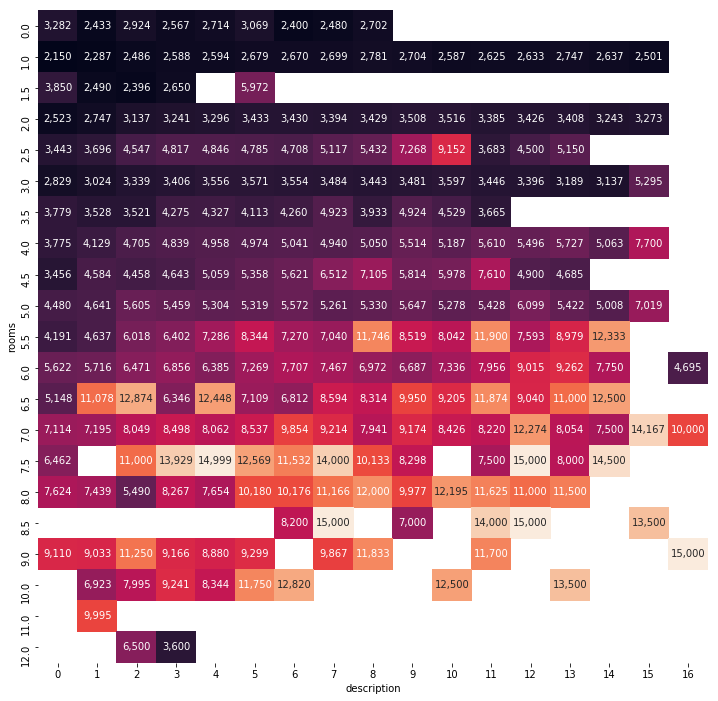 0.0 3,282 2,433 2,924 2,567 2,714 3,069 2,400 2,480 2,702
1.0 2,150 2,287 2,486 2,588 2,594 2,679 2,670 2,699 2,781 2,704 2,587 2,625 2,633 2,747 2,637 2,501
1.5 3,850 2,490 2,396 2,650 5,972
2.0 2,523 2,747 3,137 3,241 3,296 3,433 3,430 3,394 3,429 3,508 3,516 3,385 3,426 3,408 3,243 3,273
2.5 3,443 3,696 4,547 4,817 4,846 4,785 4,708 5,117 5,432 7,268 9,152 3,683 4,500 5,150
3.0 2,829 3,024 3,339 3,406 3,556 3,571 3,554 3,484 3,443 3,481 3,597 3,446 3,396 3,189 3,137 5,295
3.5 3,779 3,528 3,521 4,275 4,327 4,113 4,260 4,923 3,933 4,924 4,529 3,665
4.0 3,775 4,129 4,705 4,839 4,958 4,974 5,041 4,940 5,050 5,514 5,187 5,610 5,496 5,727 5,063 7,700
4.5 3,456 4,584 4,458 4,643 5,059 5,358 5,621 6,512 7,105 5,814 5,978 7,610 4,900 4,685
5.0 4,480 4,641 5,605 5,459 5,304 5,319 5,572 5,261 5,330 5,647 5,278 5,428 6,099 5,422 5,008 7,019
rooms
5.5 4,191 4,637 6,018 6,402 7,286 8,344 7,270 7,040 11,746 8,519 8,042 11,900 7,593 8,979 12,333
6.0 5,622 5,716 6,471 6,856 6,385 7,269 7,707 7,467 6,972 6,687 7,336 7,956 9,015 9,262 7,750 4,695
6.5 5,148 11,078 12,874 6,346 12,448 7,109 6,812 8,594 8,314 9,950 9,205 11,874 9,040 11,000 12,500
7.0 7,114 7,195 8,049 8,498 8,062 8,537 9,854 9,214 7,941 9,174 8,426 8,220 12,274 8,054 7,500 14,167 10,000
7.5 6,462 11,000 13,929 14,999 12,569 11,532 14,000 10,133 8,298 7,500 15,000 8,000 14,500
8.0 7,624 7,439 5,490 8,267 7,654 10,180 10,176 11,166 12,000 9,977 12,195 11,625 11,000 11,500
8.5 8,200 15,000 7,000 14,000 15,000 13,500
9.0 9,110 9,033 11,250 9,166 8,880 9,299 9,867 11,833 11,700 15,000
10.0 6,923 7,995 9,241 8,344 11,750 12,820 12,500 13,500
11.0 9,995
12.0 6,500 3,600
0 1 2 3 4 5 6 7 8 9 10 11 12 13 14 15 16
description